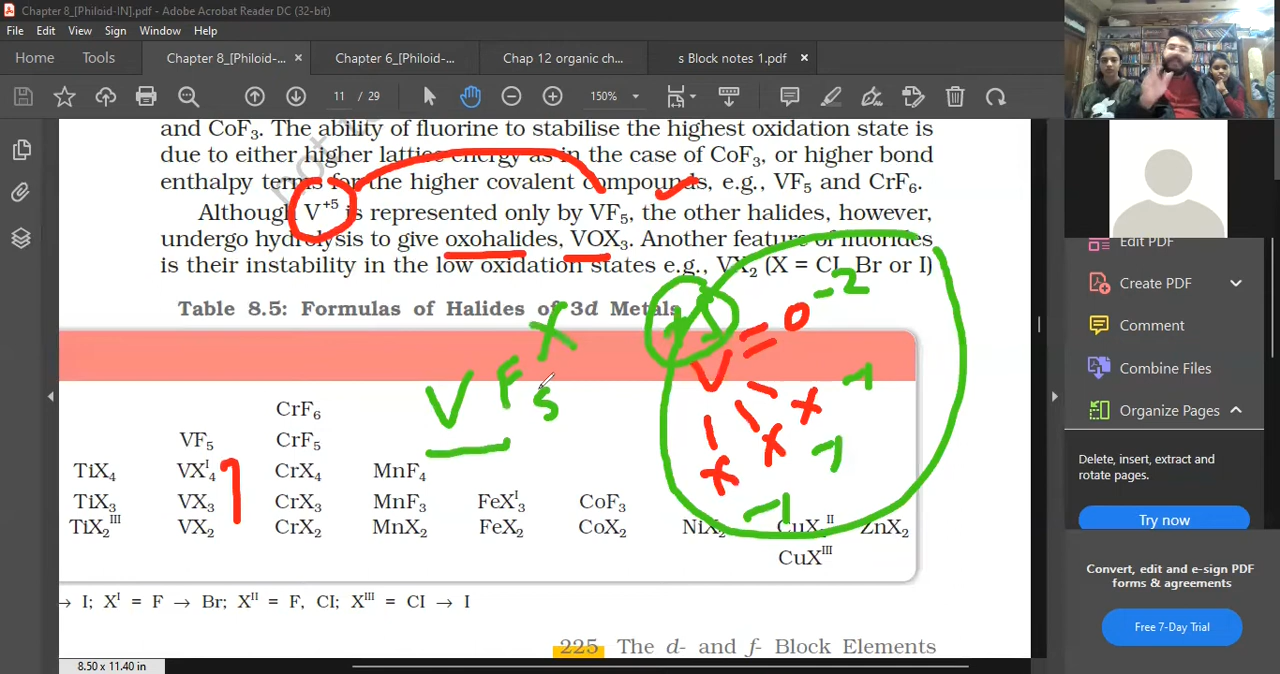 Chapter 8_[Philoid-IN].pdf - Adobe Acrobat Reader DC (32-bit)
File Edit View Sign Window Help
Home Tools Chapter 8_[Philoid-... × Chapter 6_[Philoid-... Chap 12 organic ch... s Block notes 1.pdf ×
11 / 29 150%
and CoF₃. The ability of fluorine to stabilise the highest oxidation state is
due to either higher lattice energy as in the case of CoF₃, or higher bond
enthalpy terms for the higher covalent compounds, e.g., VF₅ and CrF₆.
Although V⁺⁵ is represented only by VF₅, the other halides, however,
undergo hydrolysis to give oxohalides, VOX₃. Another feature of fluorides
is their instability in the low oxidation states e.g., VX₂ (X = CI, Br or I)
Table 8.5: Formulas of Halides of 3d Metals
V F₅ X
V = O -2
X X X
-1 -1 -1
CrF₆
VF₅ CrF₅
TiX₄ VXᴵ₄ CrX₄ MnF₄
TiX₃ VX₃ CrX₃ MnF₃ FeXᴵ₃ CoF₃
TiX₂ᴵᴵᴵ VX₂ CrX₂ MnX₂ FeX₂ CoX₂ NiX₂ CuX₂ᴵᴵ ZnX₂
CuXᴵᴵᴵ
→ I; Xᴵ = F → Br; Xᴵᴵ = F, CI; Xᴵᴵᴵ = CI → I
225 The d- and f- Block Elements
8.50 x 11.40 in
Edit PDF
Create PDF
Comment
Combine Files
Organize Pages
Delete, insert, extract and
rotate pages.
Try now
Convert, edit and e-sign PDF
forms & agreements
Free 7-Day Trial